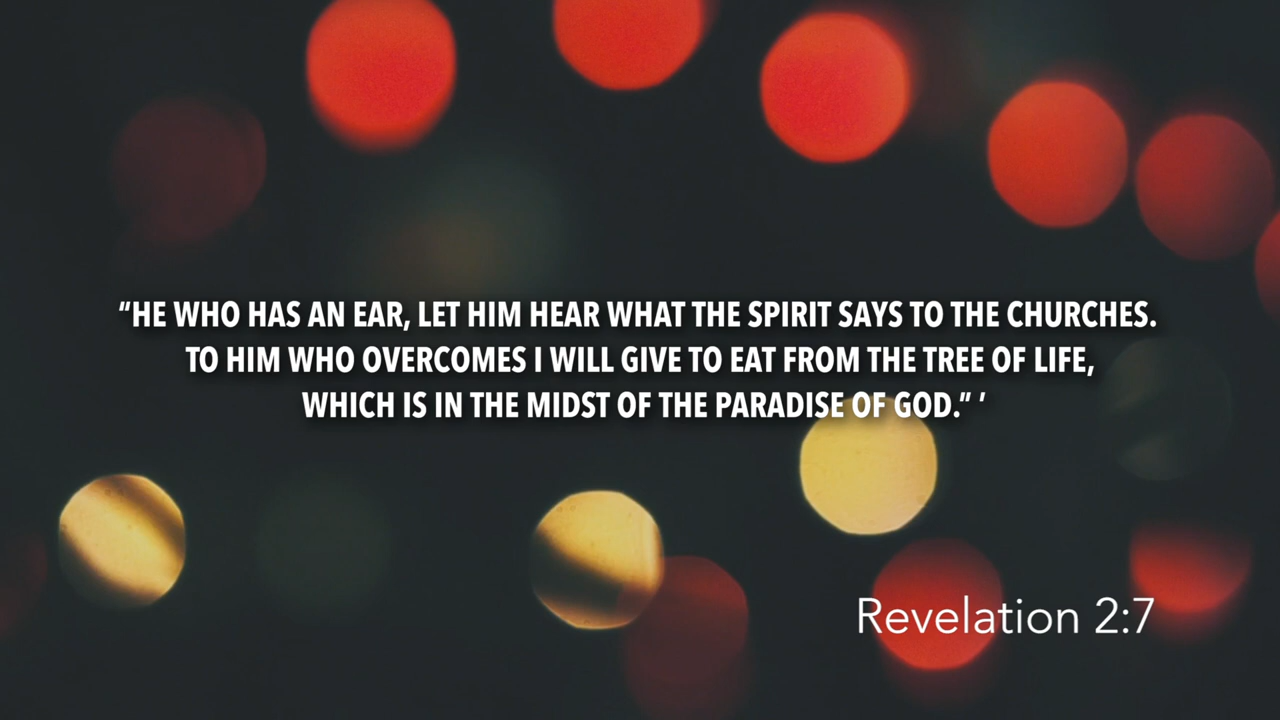 “HE WHO HAS AN EAR, LET HIM HEAR WHAT THE SPIRIT SAYS TO THE CHURCHES.
TO HIM WHO OVERCOMES I WILL GIVE TO EAT FROM THE TREE OF LIFE,
WHICH IS IN THE MIDST OF THE PARADISE OF GOD.” ’
Revelation 2:7